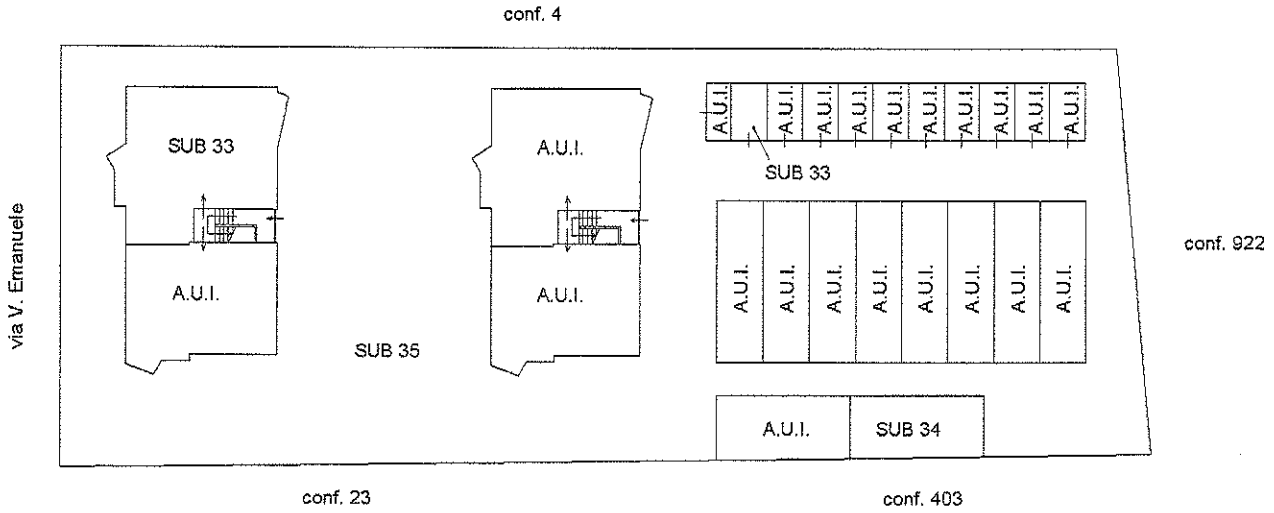 conf. 4
SUB 33
A.U.I.
A.U.I.
A.U.I.
A.U.I.
A.U.I.
A.U.I.
A.U.I.
A.U.I.
A.U.I.
A.U.I.
A.U.I.
SUB 33
via V. Emanuele
A.U.I.
A.U.I.
SUB 35
A.U.I.
A.U.I.
A.U.I.
A.U.I.
A.U.I.
A.U.I.
A.U.I.
A.U.I.
conf. 922
A.U.I.
SUB 34
conf. 23
conf. 403